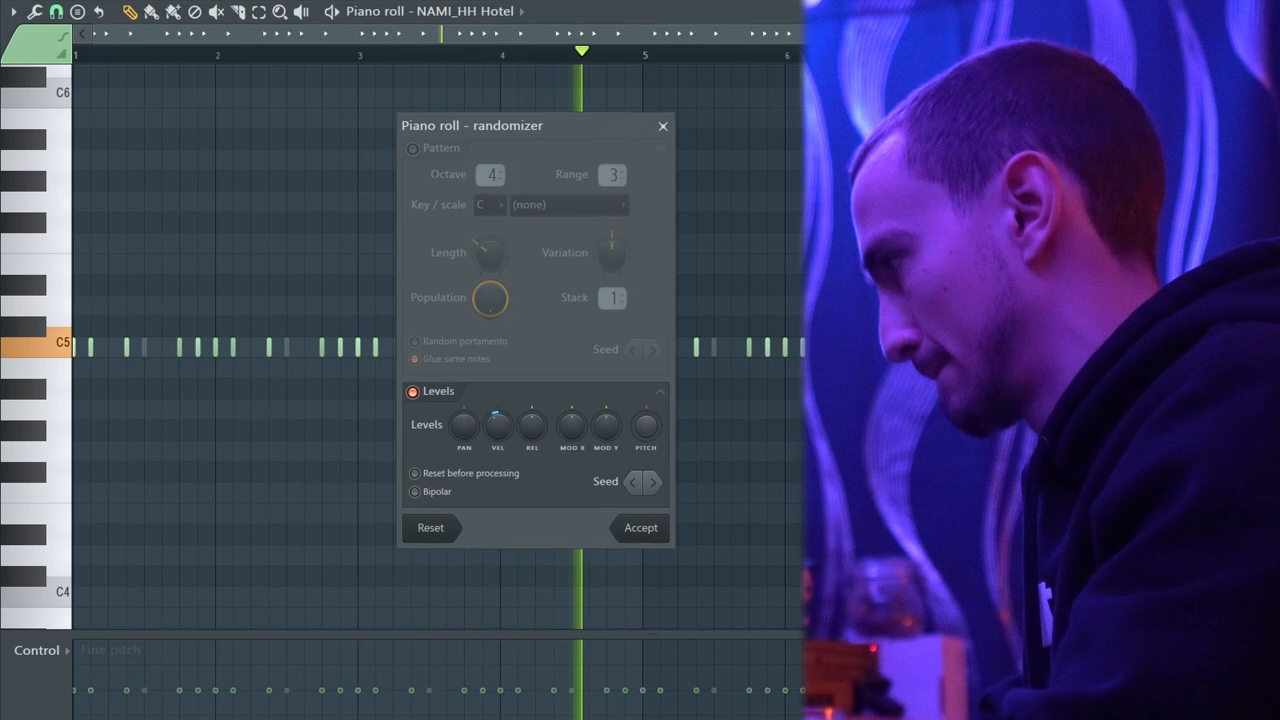 Piano roll - NAMI_HH Hotel
1 2 3 4 5 6
C6
Piano roll - randomizer
Pattern
Octave 4 Range 3
Key / scale C (none)
Length Variation
Population Stack 1
C5
Random portamento
Glue same notes
Seed
Levels
Levels
PAN VEL REL MOD X MOD Y PITCH
Reset before processing
Seed
Bipolar
Reset Accept
C4
Control Fine pitch